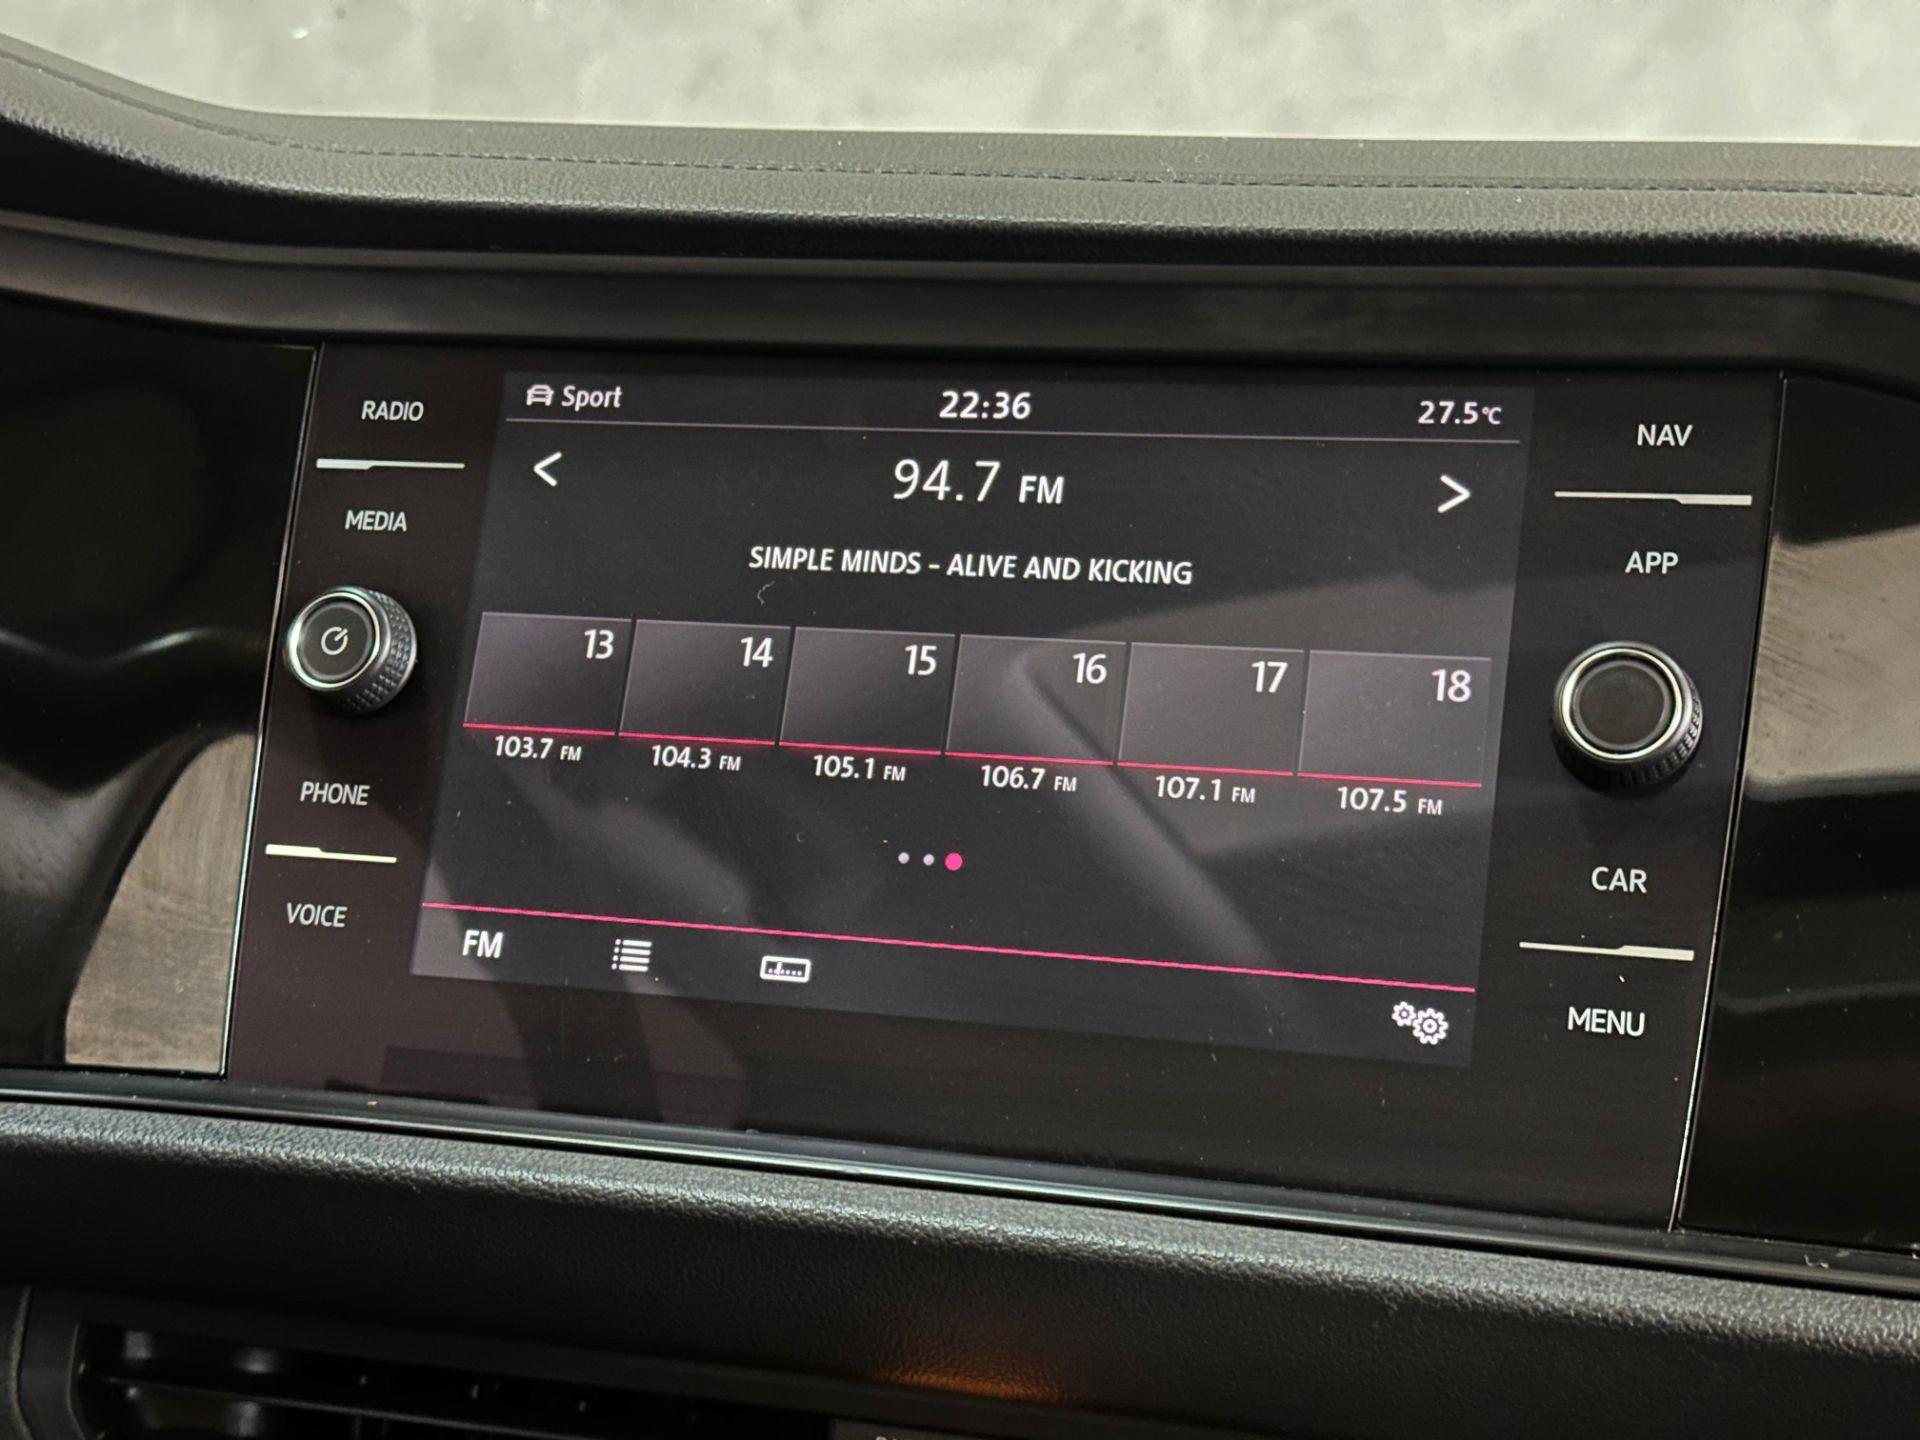 RADIO
MEDIA
PHONE
VOICE
Sport
22:36
27.5°C
94.7 FM
SIMPLE MINDS - ALIVE AND KICKING
13
14
15
16
17
18
103.7 FM
104.3 FM
105.1 FM
106.7 FM
107.1 FM
107.5 FM
FM
NAV
APP
CAR
MENU